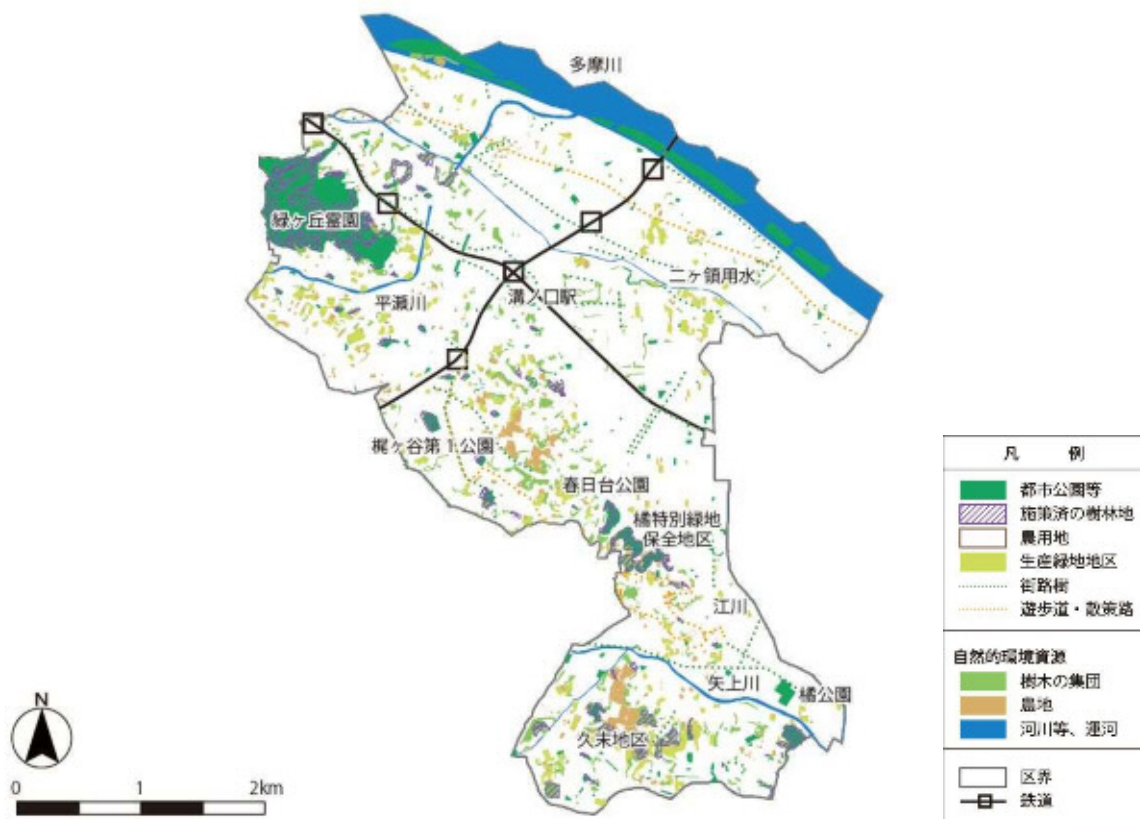 多摩川
緑ヶ丘霊園
二ヶ領用水
平瀬川
溝ノ口駅
梶ヶ谷第1公園
春日台公園
橘特別緑地
保全地区
江川
矢上川
橘公園
久末地区
N
0 1 2km
凡 例
都市公園等
施策済の樹林地
農用地
生産緑地地区
街路樹
遊歩道・散策路
自然的環境資源
樹木の集団
農地
河川等、運河
区界
鉄道